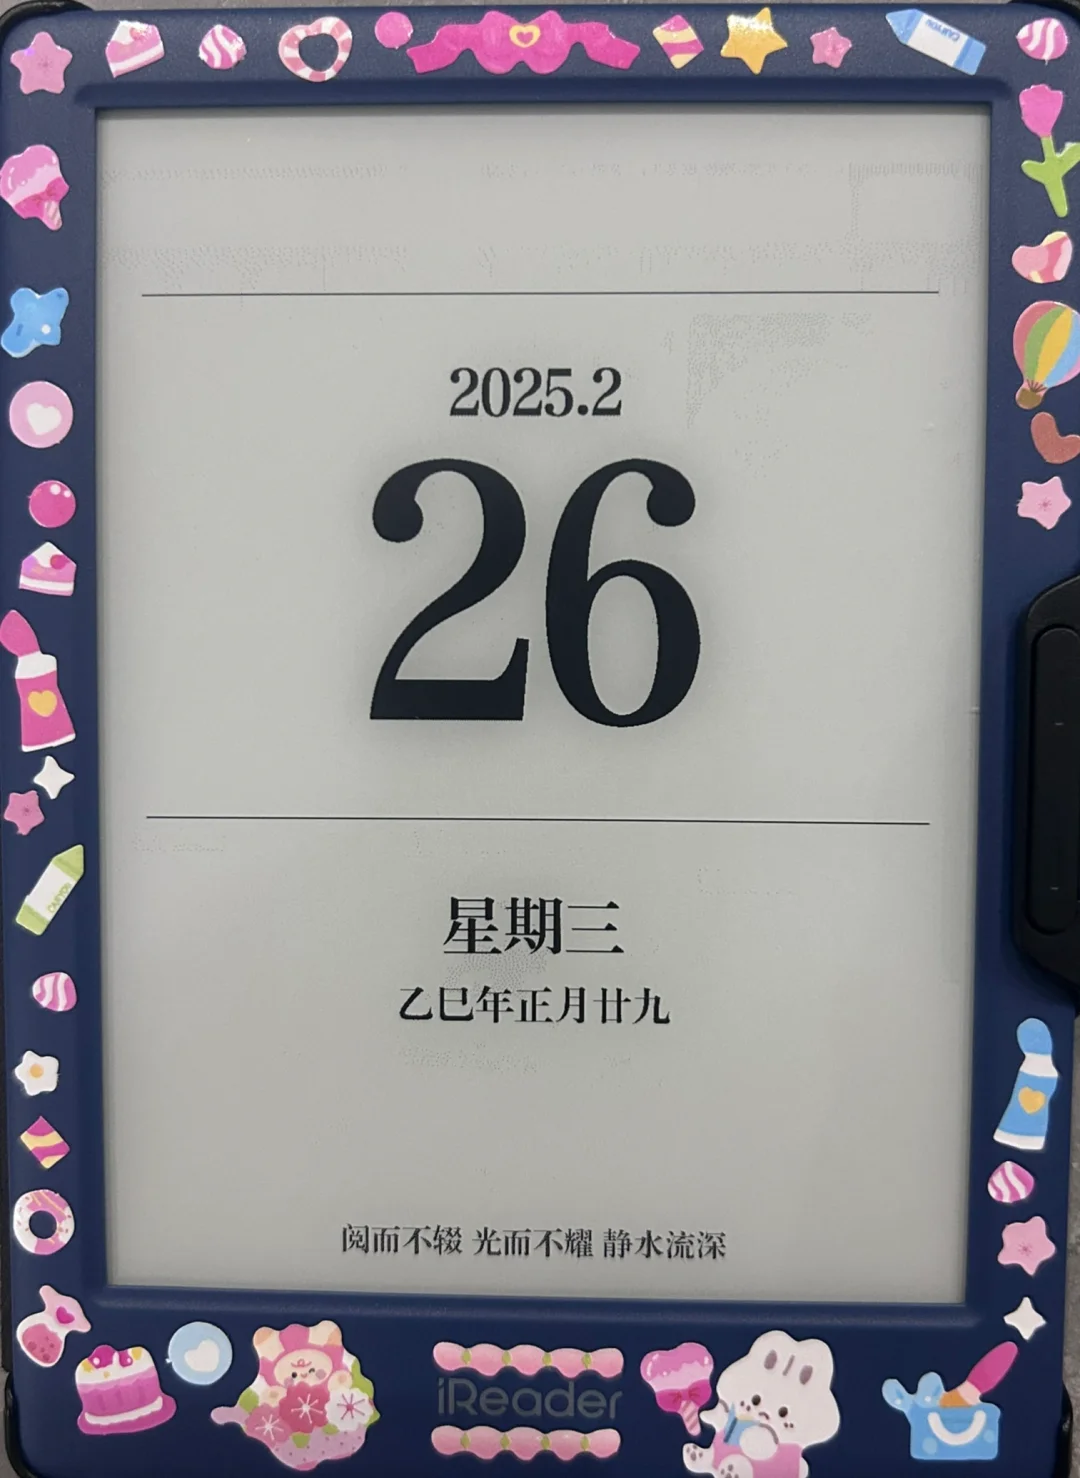 2025.2
26
星期三
乙巳年正月廿九
阅而不辍 光而不耀 静水流深
iReader